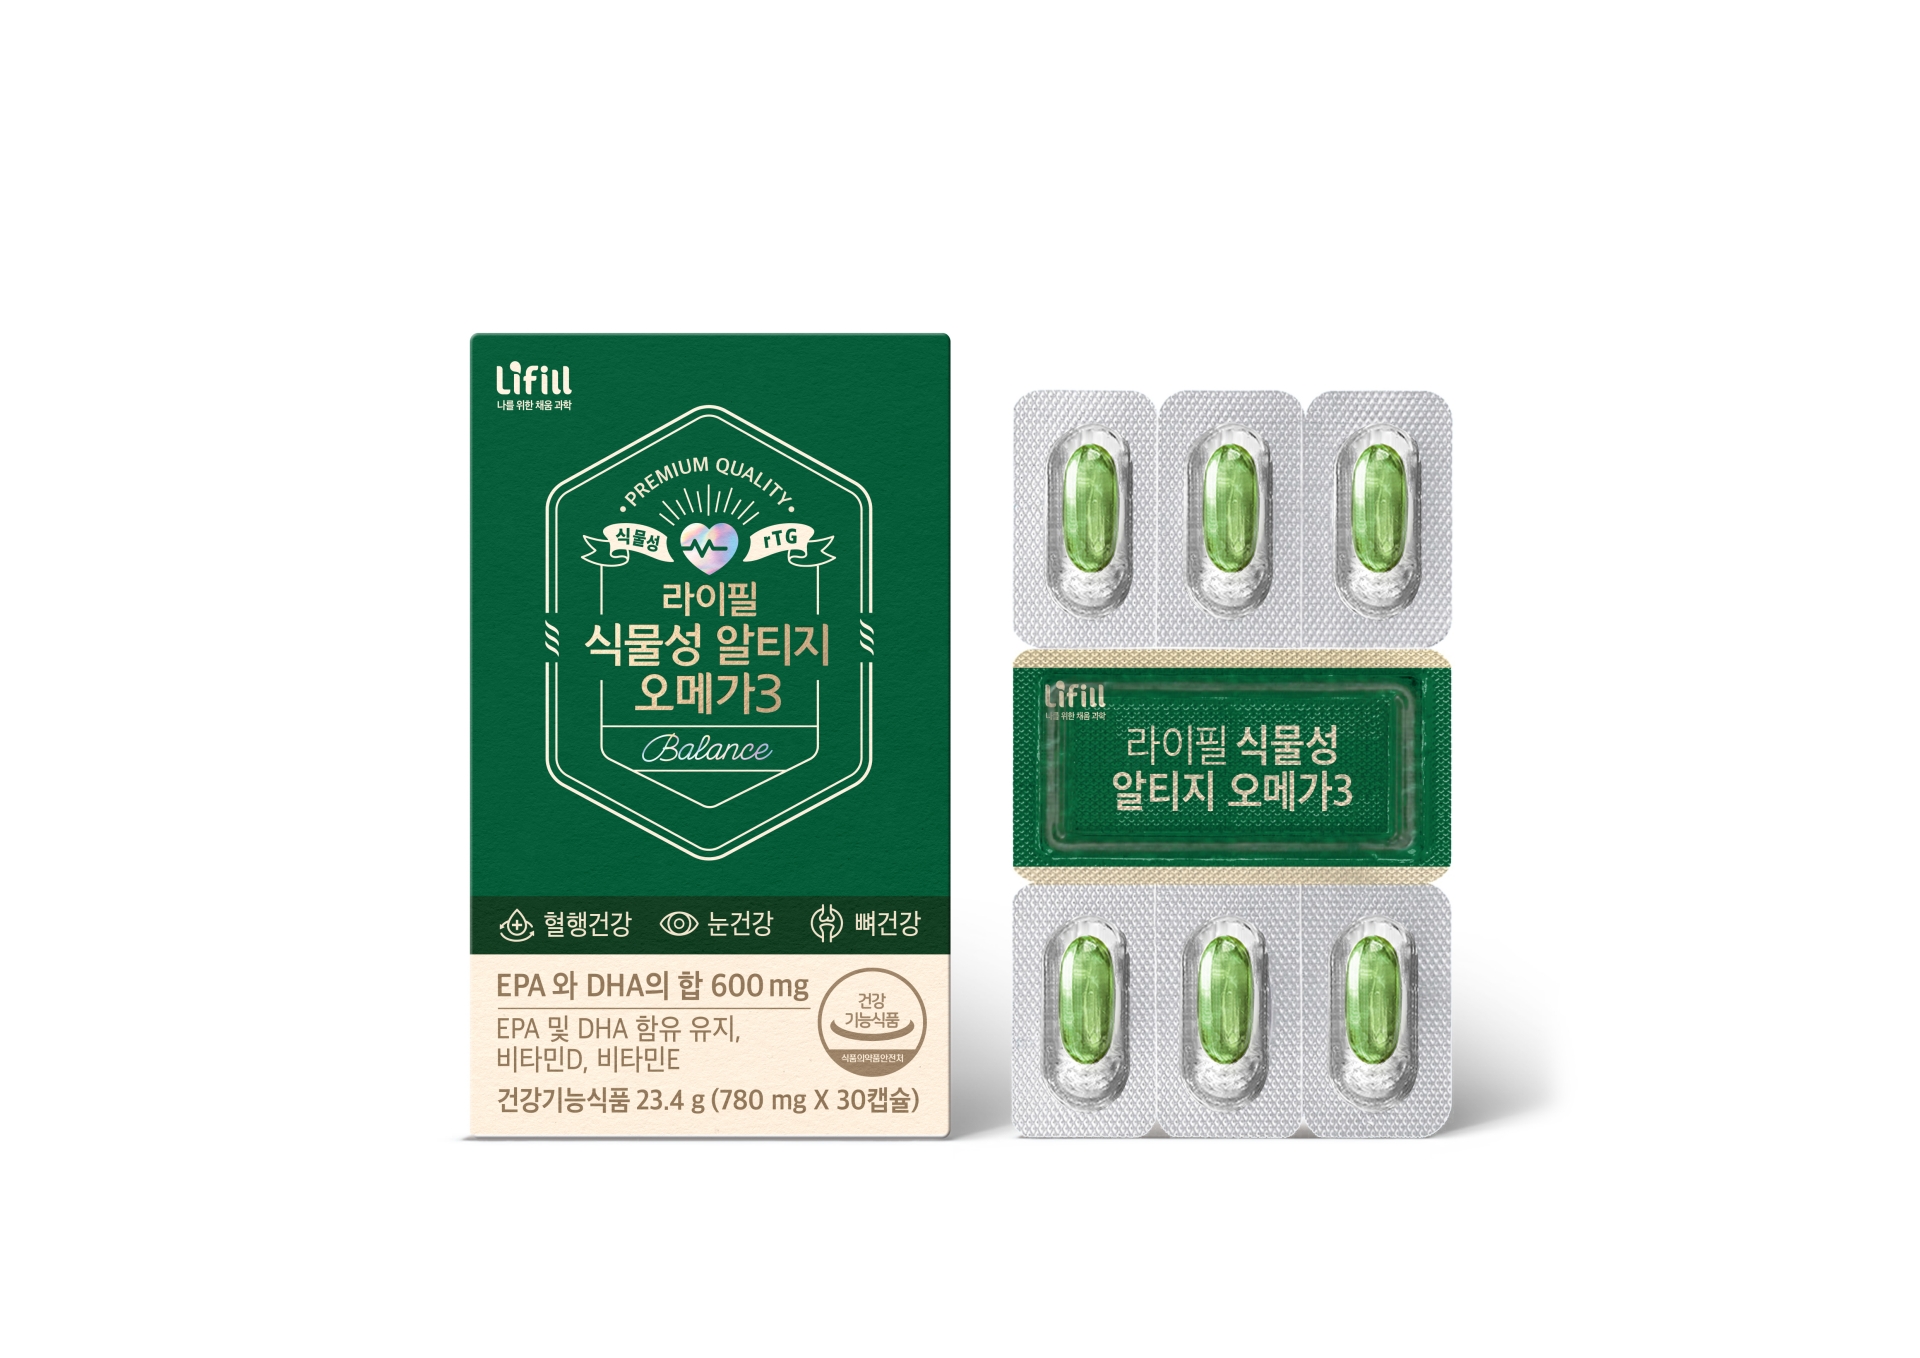 Lifill
나를 위한 채움 과학
PREMIUM QUALITY
식물성
rTG
라이필
식물성 알티지
오메가3
Balance
혈행건강
눈건강
뼈건강
EPA 와 DHA의 합 600 mg
EPA 및 DHA 함유 유지,
비타민D, 비타민E
건강
기능식품
식품의약품안전처
건강기능식품 23.4 g (780 mg X 30캡슐)
Lifill
나를 위한 채움 과학
라이필 식물성
알티지 오메가3